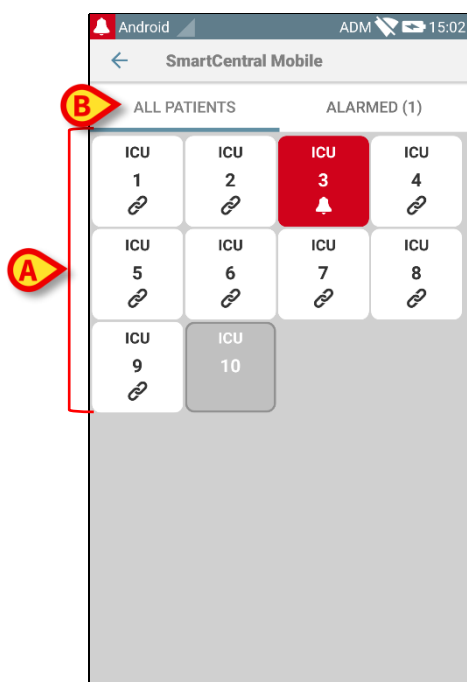 Android ADM 15:02
SmartCentral Mobile
B
ALL PATIENTS ALARMED (1)
ICU ICU ICU ICU
1 2 3 4
A
ICU ICU ICU ICU
5 6 7 8
ICU ICU
9 10